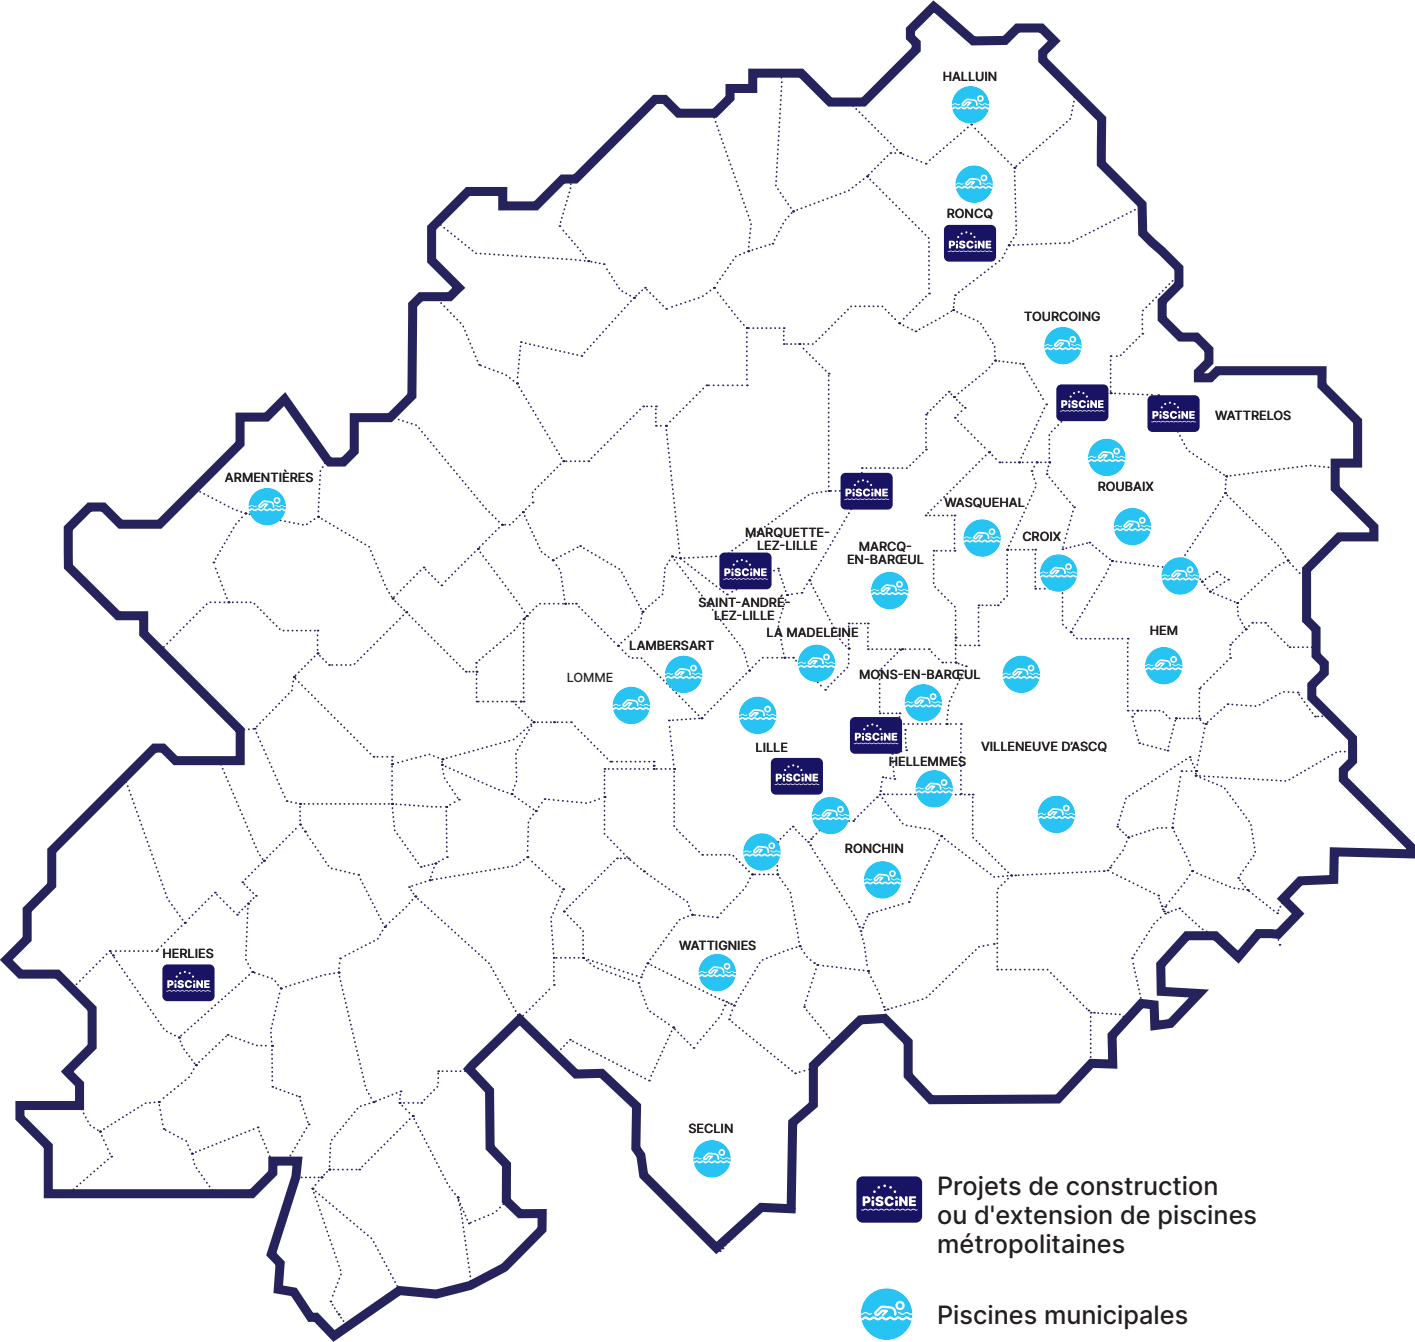 HALLUIN
RONCQ
PiSCiNE
TOURCOING
PiSCiNE
PiSCiNE
WATTRELOS
ARMENTIÈRES
PiSCiNE
ROUBAIX
WASQUEHAL
CROIX
MARQUETTE-
LEZ-LILLE
MARCQ-
EN-BARŒUL
PiSCiNE
SAINT-ANDRÉ-
LEZ-LILLE
LA MADELEINE
HEM
LAMBERSART
LOMME
MONS-EN-BARŒUL
PiSCiNE
LILLE
VILLENEUVE D'ASCQ
HELLEMMES
PiSCiNE
RONCHIN
WATTIGNIES
HERLIES
PiSCiNE
SECLIN
PiSCiNE
Projets de construction
ou d'extension de piscines
métropolitaines
Piscines municipales